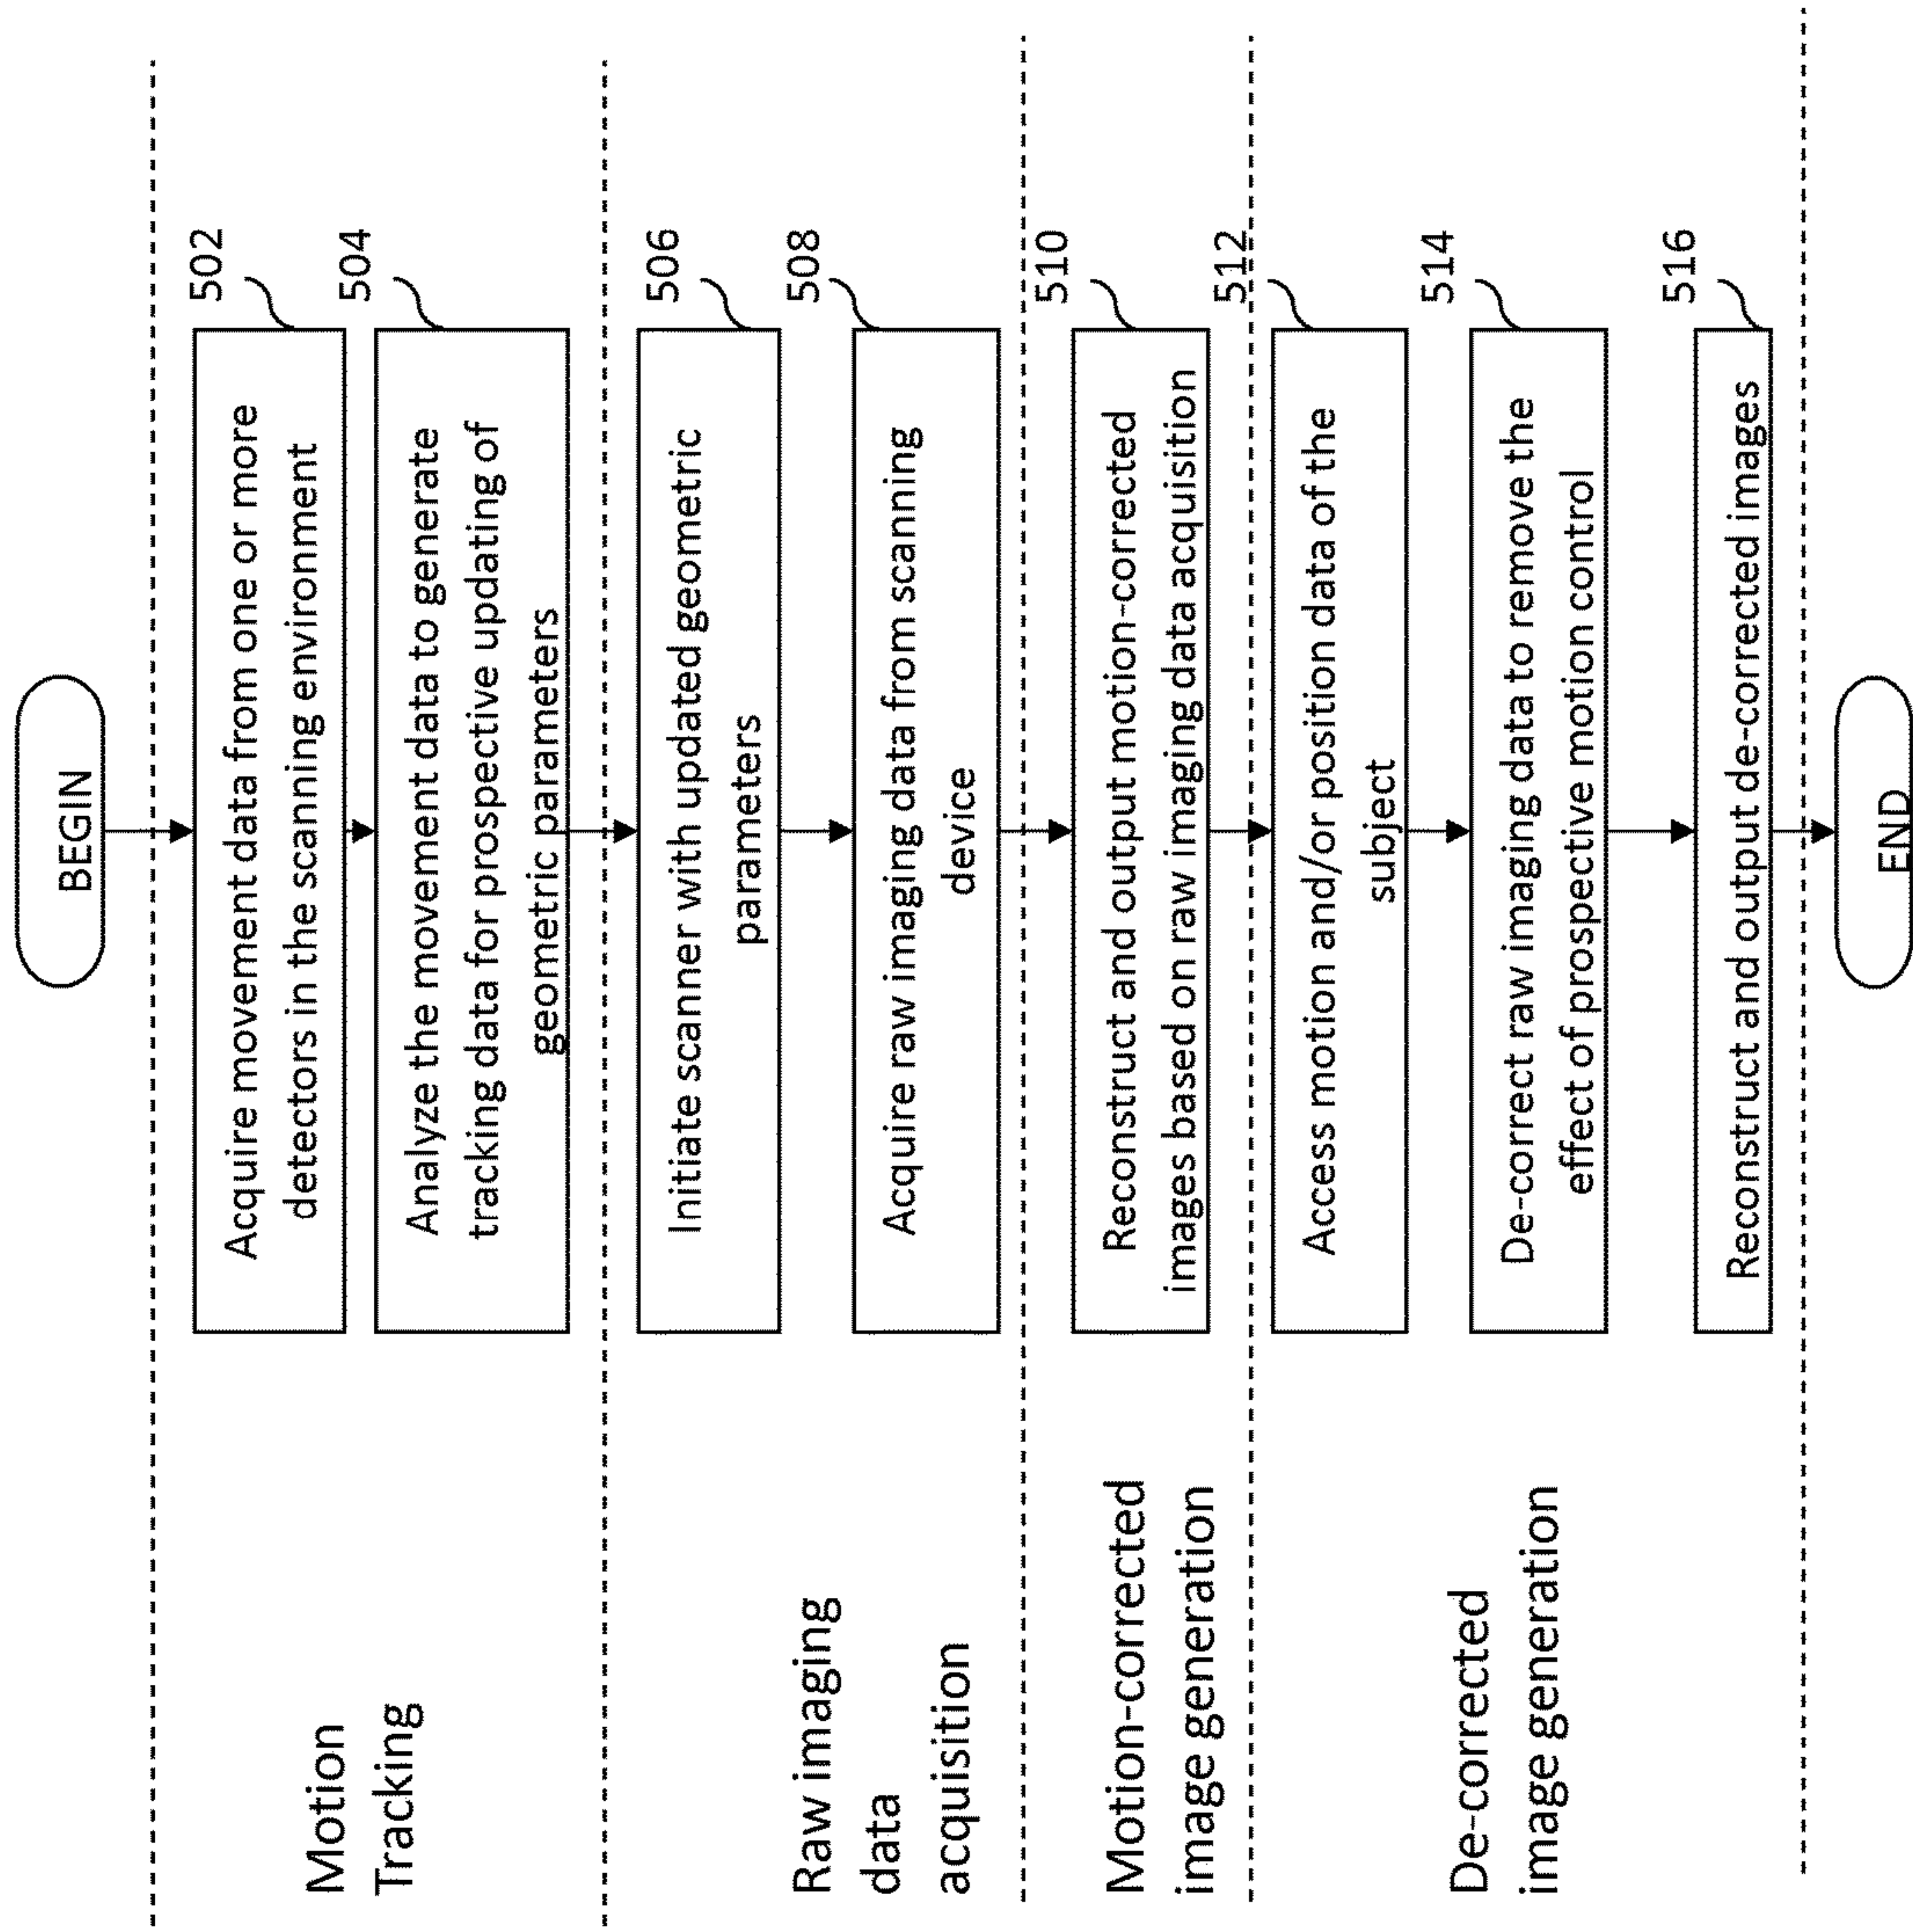 BEGIN
Motion
Tracking
Acquire movement data from one or more
detectors in the scanning environment
502
Analyze the movement data to generate
tracking data for prospective updating of
geometric parameters
504
Raw imaging
data
acquisition
Initiate scanner with updated geometric
parameters
506
Acquire raw imaging data from scanning
device
508
Motion-corrected
image generation
Reconstruct and output motion-corrected
images based on raw imaging data acquisition
510
De-corrected
image generation
Access motion and/or position data of the
subject
512
De-correct raw imaging data to remove the
effect of prospective motion control
514
Reconstruct and output de-corrected images
516
END